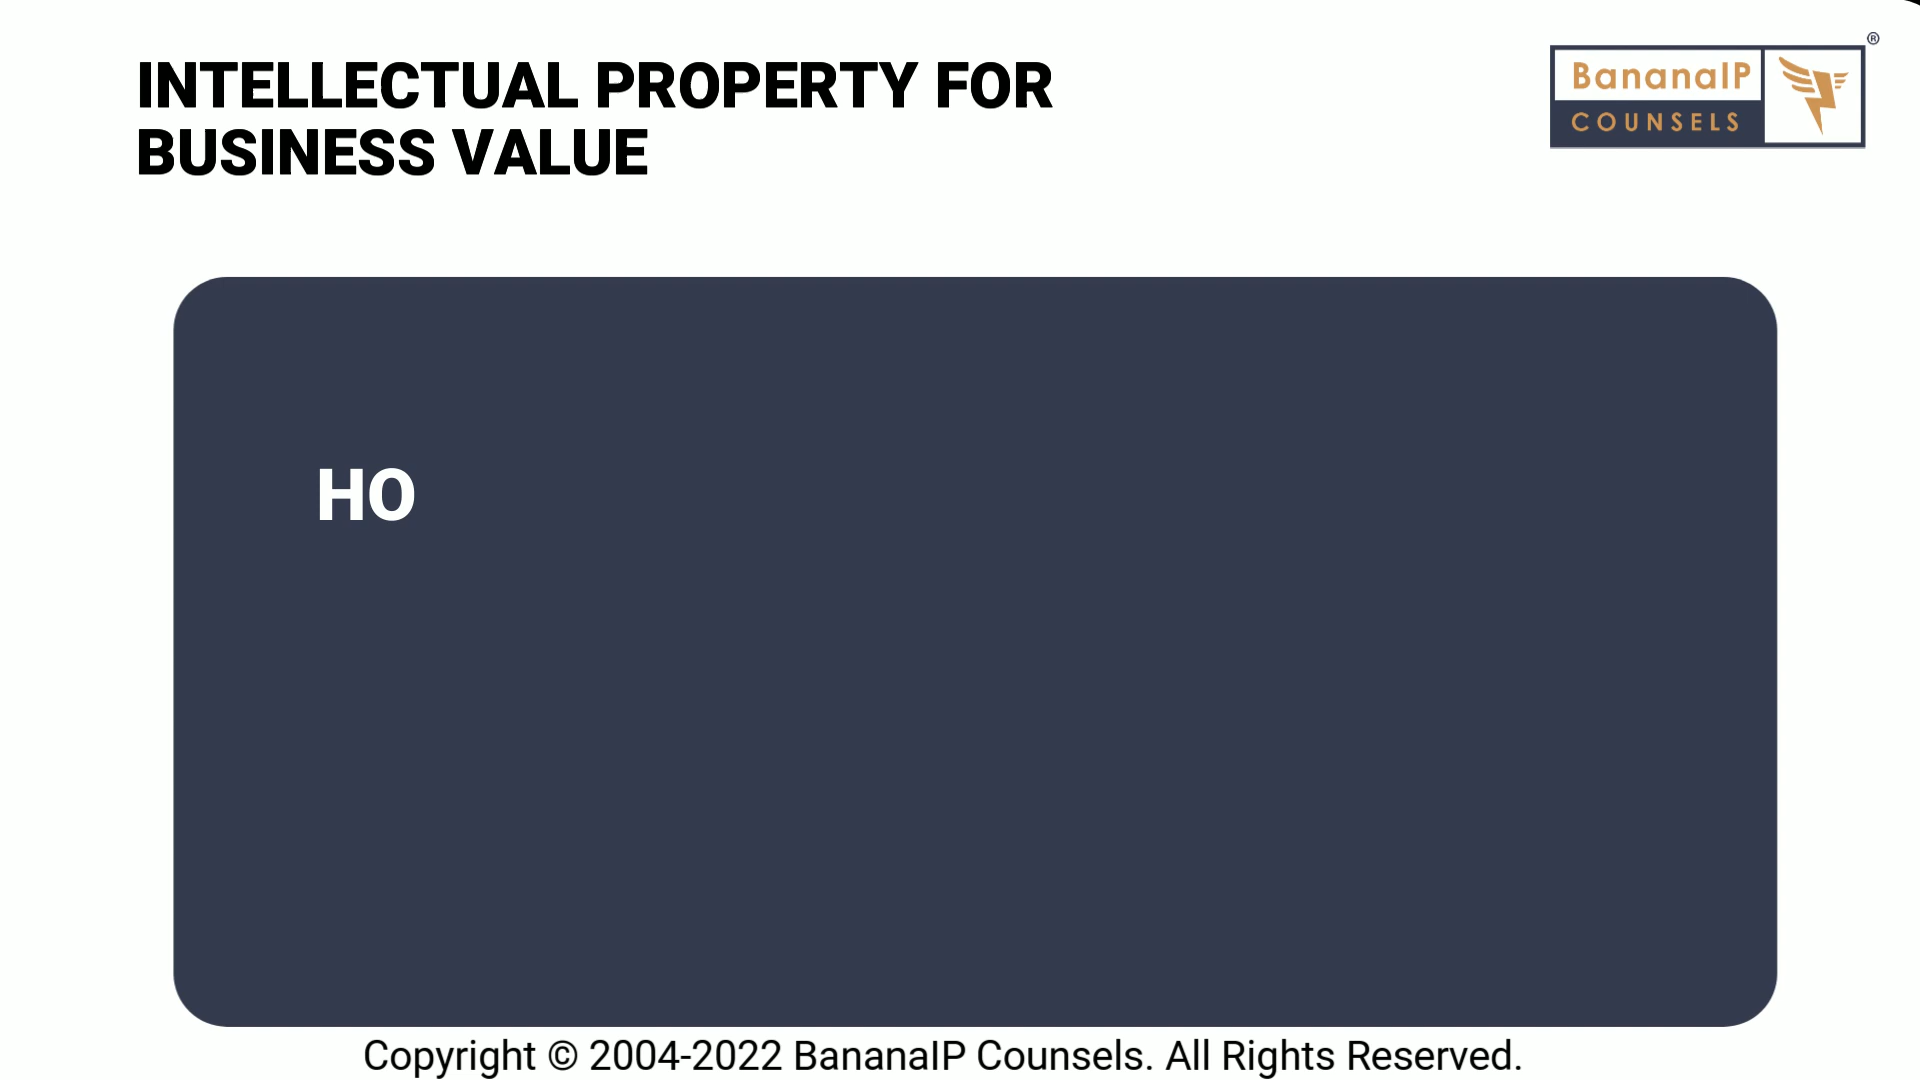 INTELLECTUAL PROPERTY FOR
BUSINESS VALUE
®
BananaIP
COUNSELS
HO
Copyright © 2004-2022 BananaIP Counsels. All Rights Reserved.